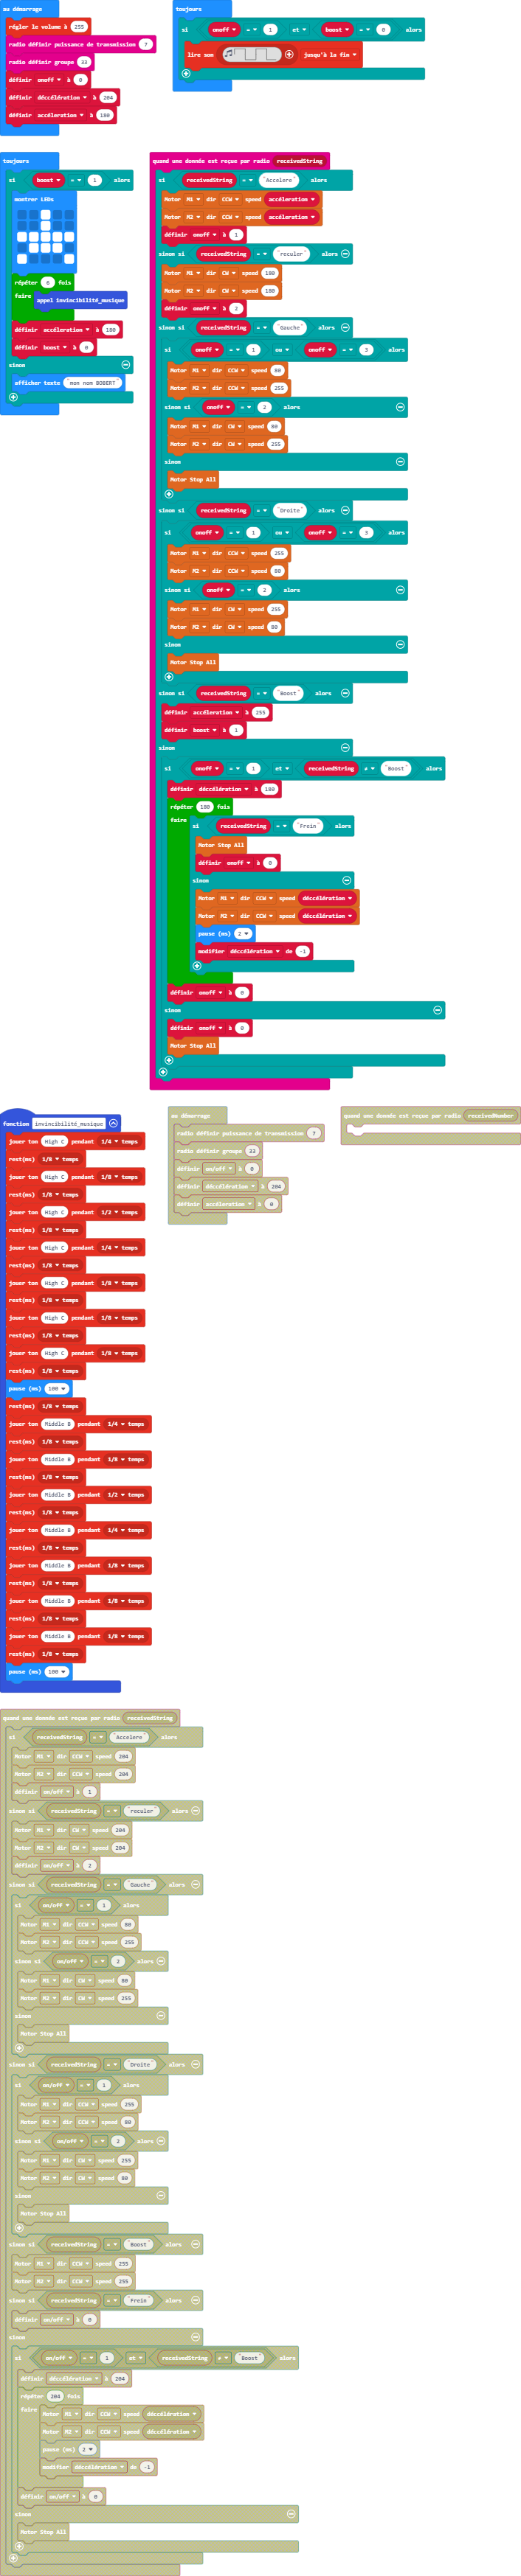 au démarrage
régler le volume à 255
radio définir puissance de transmission 7
radio définir groupe 33
définir onoff à 0
définir déccélération à 204
définir accéleration à 180
toujours
si onoff = 1 et boost = 0 alors
lire son jusqu'à la fin
toujours
si boost = 1 alors
montrer LEDs
répéter 6 fois
faire appel invincibilité_musique
définir accéleration à 180
définir boost à 0
sinon
afficher texte "mon nom BOBERT"
quand une donnée est reçue par radio receivedString
si receivedString = "Accelere" alors
Motor M1 dir CCW speed accéleration
Motor M2 dir CCW speed accéleration
définir onoff à 1
sinon si receivedString = "reculer" alors
Motor M1 dir CW speed 180
Motor M2 dir CW speed 180
définir onoff à 2
sinon si receivedString = "Gauche" alors
si onoff = 1 ou onoff = 3 alors
Motor M1 dir CCW speed 80
Motor M2 dir CCW speed 255
sinon si onoff = 2 alors
Motor M1 dir CW speed 80
Motor M2 dir CW speed 255
sinon
Motor Stop All
sinon si receivedString = "Droite" alors
si onoff = 1 ou onoff = 3 alors
Motor M1 dir CCW speed 255
Motor M2 dir CCW speed 80
sinon si onoff = 2 alors
Motor M1 dir CW speed 255
Motor M2 dir CW speed 80
sinon
Motor Stop All
sinon si receivedString = "Boost" alors
définir accéleration à 255
définir boost à 1
sinon
si onoff = 1 et receivedString ≠ "Boost" alors
définir déccélération à 180
répéter 180 fois
faire si receivedString = "Frein" alors
Motor Stop All
définir onoff à 0
sinon
Motor M1 dir CCW speed déccélération
Motor M2 dir CCW speed déccélération
pause (ms) 2
modifier déccélération de -1
définir onoff à 0
sinon
définir onoff à 0
Motor Stop All
fonction invincibilité_musique
jouer ton High C pendant 1/4 temps
rest(ms) 1/8 temps
jouer ton High C pendant 1/8 temps
rest(ms) 1/8 temps
jouer ton High C pendant 1/2 temps
rest(ms) 1/8 temps
jouer ton High C pendant 1/4 temps
rest(ms) 1/8 temps
jouer ton High C pendant 1/8 temps
rest(ms) 1/8 temps
jouer ton High C pendant 1/8 temps
rest(ms) 1/8 temps
jouer ton High C pendant 1/8 temps
rest(ms) 1/8 temps
pause (ms) 100
rest(ms) 1/8 temps
jouer ton Middle B pendant 1/4 temps
rest(ms) 1/8 temps
jouer ton Middle B pendant 1/8 temps
rest(ms) 1/8 temps
jouer ton Middle B pendant 1/2 temps
rest(ms) 1/8 temps
jouer ton Middle B pendant 1/4 temps
rest(ms) 1/8 temps
jouer ton Middle B pendant 1/8 temps
rest(ms) 1/8 temps
jouer ton Middle B pendant 1/8 temps
rest(ms) 1/8 temps
jouer ton Middle B pendant 1/8 temps
rest(ms) 1/8 temps
pause (ms) 100
au démarrage
radio définir puissance de transmission 7
radio définir groupe 33
définir on/off à 0
définir déccélération à 204
définir accéleration à 0
quand une donnée est reçue par radio receivedNumber
quand une donnée est reçue par radio receivedString
si receivedString = "Accelere" alors
Motor M1 dir CCW speed 204
Motor M2 dir CCW speed 204
définir on/off à 1
sinon si receivedString = "reculer" alors
Motor M1 dir CW speed 204
Motor M2 dir CW speed 204
définir on/off à 2
sinon si receivedString = "Gauche" alors
si on/off = 1 alors
Motor M1 dir CCW speed 80
Motor M2 dir CCW speed 255
sinon si on/off = 2 alors
Motor M1 dir CW speed 80
Motor M2 dir CW speed 255
sinon
Motor Stop All
sinon si receivedString = "Droite" alors
si on/off = 1 alors
Motor M1 dir CCW speed 255
Motor M2 dir CCW speed 80
sinon si on/off = 2 alors
Motor M1 dir CW speed 255
Motor M2 dir CW speed 80
sinon
Motor Stop All
sinon si receivedString = "Boost" alors
Motor M1 dir CCW speed 255
Motor M2 dir CCW speed 255
sinon si receivedString = "Frein" alors
définir on/off à 0
sinon
si on/off = 1 et receivedString ≠ "Boost" alors
définir déccélération à 204
répéter 204 fois
faire Motor M1 dir CCW speed déccélération
Motor M2 dir CCW speed déccélération
pause (ms) 2
modifier déccélération de -1
définir on/off à 0
sinon
Motor Stop All